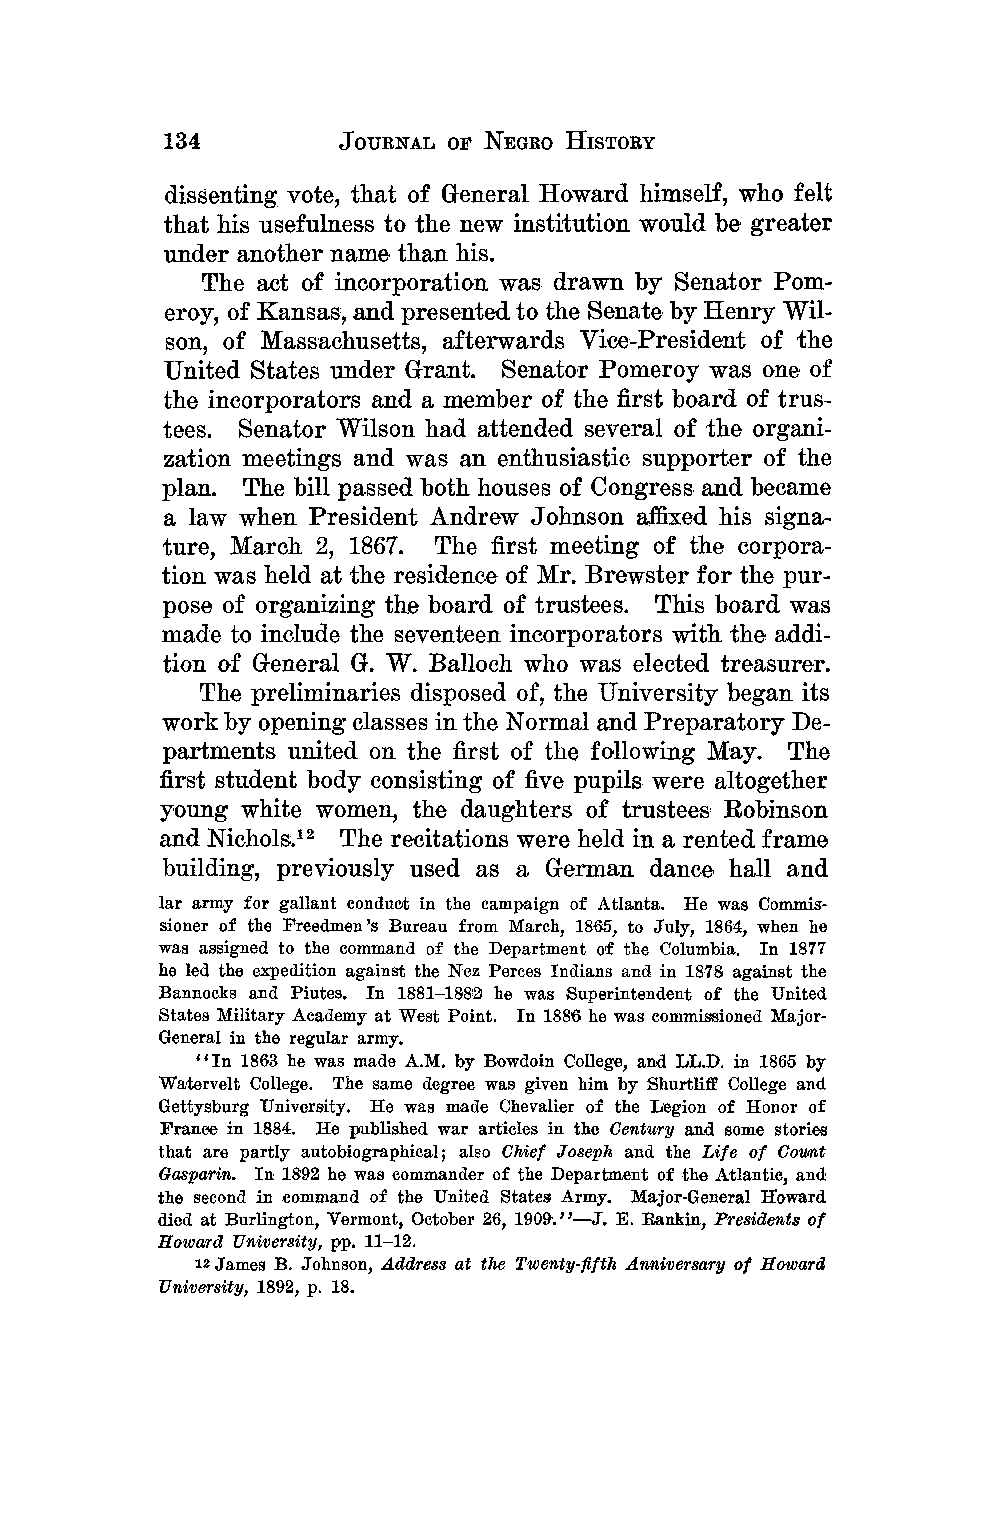 134 JOURNAL OF NEGRO HISTORY
dissenting vote, that of General Howard himself, who felt
that his usefulness to the new institution would be greater
under another name than his.
The act of incorporation was drawn by Senator Pom-
eroy, of Kansas, and presented to the Senate by Henry Wil-
son, of Massachusetts, afterwards Vice-President of the
United States under Grant. Senator Pomeroy was one of
the incorporators and a member of the first board of trus-
tees. Senator Wilson had attended several of the organi-
zation meetings and was an enthusiastic supporter of the
plan. The bill passed both houses of Congress and became
a law when President Andrew Johnson affixed his signa-
ture, March 2, 1867. The first meeting of the corpora-
tion was held at the residence of Mr. Brewster for the pur-
pose of organizing the board of trustees. This board was
made to include the seventeen incorporators with the addi-
tion of General G. W. Balloch who was elected treasurer.
The preliminaries disposed of, the University began its
work by opening classes in the Normal and Preparatory De-
partments united on the first of the following May. The
first student body consisting of five pupils were altogether
young white women, the daughters of trustees Robinson
and Nichols.12 The recitations were held in a rented frame
building, previously used as a German dance hall and
lar army for gallant conduct in the campaign of Atlanta. He was Commis-
sioner of the Freedmen's Bureau from March, 1865, to July, 1864, when he
was assigned to the command of the Department of the Columbia. In 1877
he led the expedition against the Nez Perces Indians and in 1878 against the
Bannocks and Piutes. In 1881–1882 he was Superintendent of the United
States Military Academy at West Point. In 1886 he was commissioned Major-
General in the regular army.
"In 1863 he was made A.M. by Bowdoin College, and LL.D. in 1865 by
Watervelt College. The same degree was given him by Shurtliff College and
Gettysburg University. He was made Chevalier of the Legion of Honor of
France in 1884. He published war articles in the Century and some stories
that are partly autobiographical; also Chief Joseph and the Life of Count
Gasparin. In 1892 he was commander of the Department of the Atlantic, and
the second in command of the United States Army. Major-General Howard
died at Burlington, Vermont, October 26, 1909."—J. E. Rankin, Presidents of
Howard University, pp. 11–12.
12 James B. Johnson, Address at the Twenty-fifth Anniversary of Howard
University, 1892, p. 18.